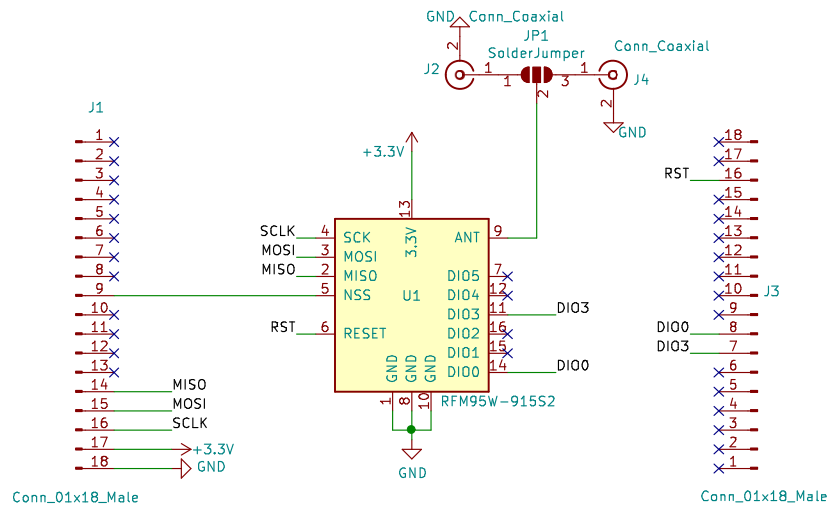 GND Conn_Coaxial
JP1
SolderJumper
Conn_Coaxial
2
J2
1
1
3
1
J4
2
2
GND
J1
1
2
3
4
5
6
7
8
9
10
11
12
13
14 MISO
15 MOSI
16 SCLK
17 +3.3V
18 GND
Conn_01x18_Male
+3.3V
13
3.3V
SCLK 4 SCK
MOSI 3 MOSI
MISO 2 MISO
5 NSS
RST 6 RESET
U1
ANT 9
DIO5 7
DIO4 12
DIO3 11 DIO3
DIO2 16
DIO1 15
DIO0 14 DIO0
GND GND GND
1 8 10
RFM95W-915S2
GND
18
17
RST 16
15
14
13
12
11
10
J3
9
DIO0 8
DIO3 7
6
5
4
3
2
1
Conn_01x18_Male